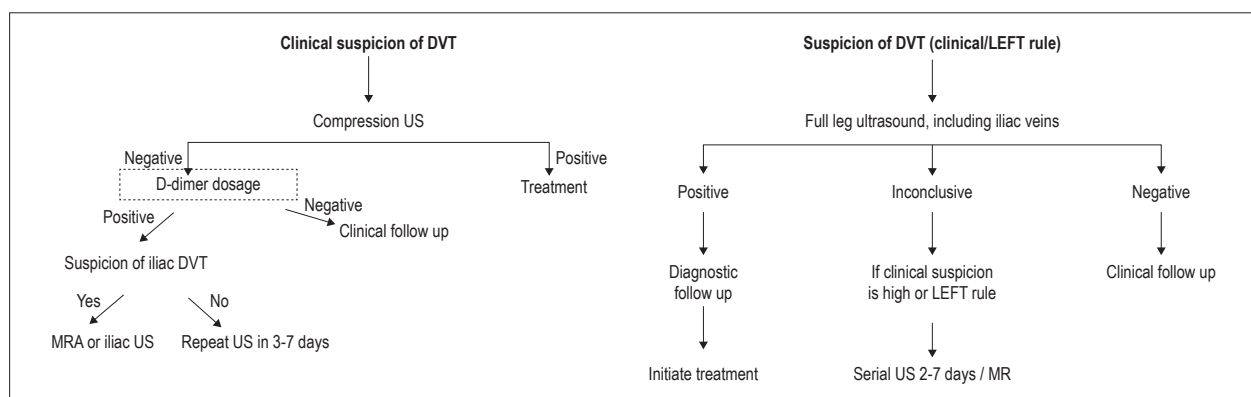 Clinical suspicion of DVT
Compression US
Negative
Positive
D-dimer dosage
Treatment
Negative
Positive
Clinical follow up
Suspicion of iliac DVT
Yes
No
MRA or iliac US
Repeat US in 3-7 days
Suspicion of DVT (clinical/LEFT rule)
Full leg ultrasound, including iliac veins
Positive
Inconclusive
Negative
Diagnostic
follow up
If clinical suspicion
is high or LEFT rule
Clinical follow up
Initiate treatment
Serial US 2-7 days / MR